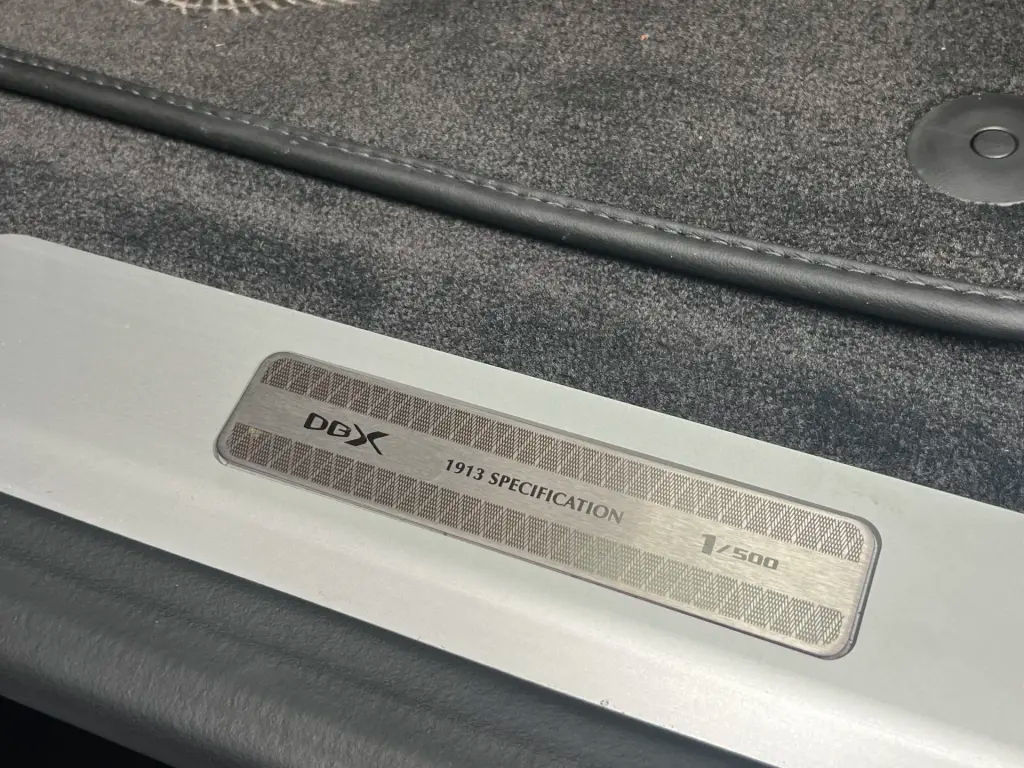 DBX
1913 SPECIFICATION
1/500